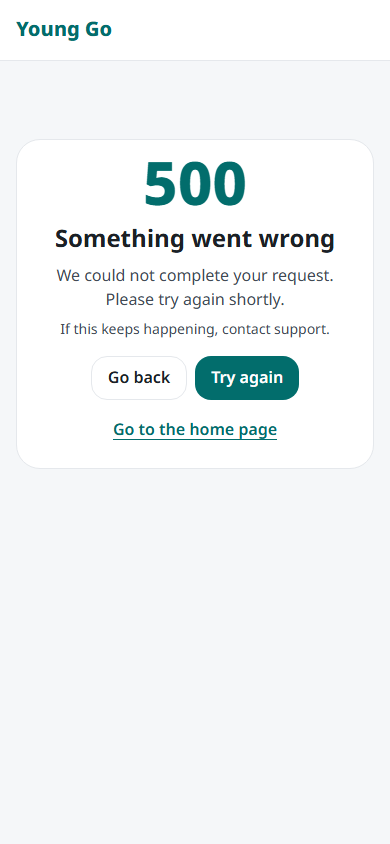 Young Go
500
Something went wrong
We could not complete your request.
Please try again shortly.
If this keeps happening, contact support.
Go back
Try again
Go to the home page